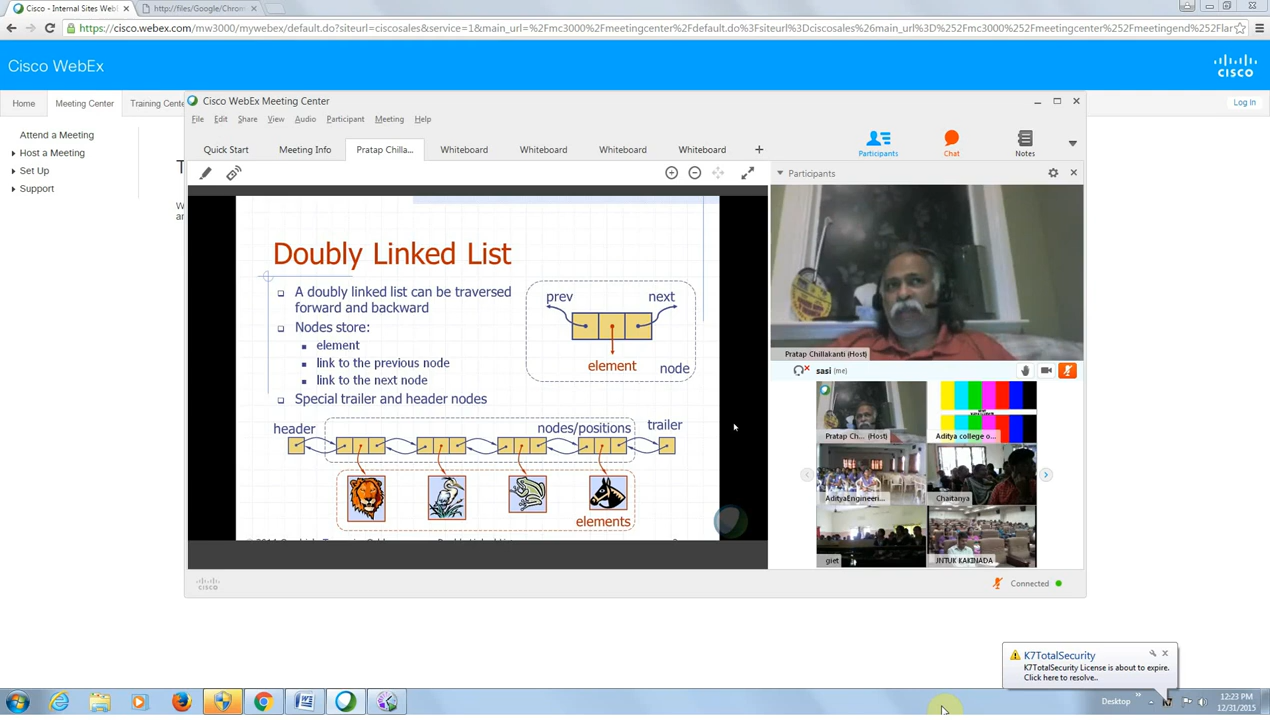 Cisco - Internal Sites Web
http://files/Google/Chrom
https://cisco.webex.com/mw3000/mywebex/default.do?siteurl=ciscosales&service=1&main_url=%2Fmc3000%2Fmeetingcenter%2Fdefault.do%3Fsiteurl%3Dciscosales%26main_url%3D%252Fmc3000%252Fmeetingcenter%252Fmeetingend%252Flar
Cisco WebEx
CISCO
Home
Meeting Center
Training Cente
Log In
Attend a Meeting
Host a Meeting
Set Up
Support
T
W
ar
Cisco WebEx Meeting Center
File Edit Share View Audio Participant Meeting Help
Quick Start
Meeting Info
Pratap Chilla...
Whiteboard
Whiteboard
Whiteboard
Whiteboard
Participants
Chat
Notes
Participants
Doubly Linked List
A doubly linked list can be traversed
forward and backward
Nodes store:
element
link to the previous node
link to the next node
Special trailer and header nodes
prev
next
element
node
header
nodes/positions
trailer
elements
Pratap Chillakanti (Host)
sasi (me)
Pratap Ch... (Host)
Aditya college o...
AdityaEngineeri...
Chaitanya
giet
JNTUK KAKINADA
cisco
Connected
K7TotalSecurity
K7TotalSecurity License is about to expire.
Click here to resolve..
Desktop
12:23 PM
12/31/2015